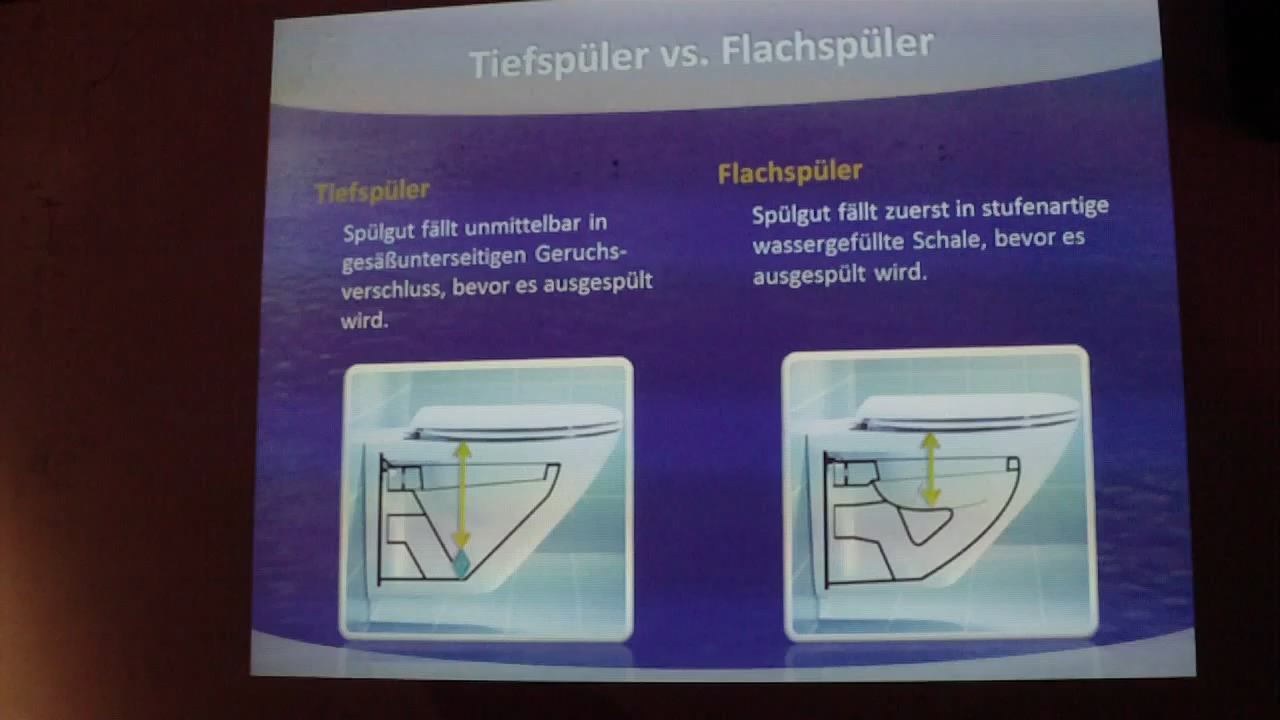 Tiefspüler vs. Flachspüler
Tiefspüler
Spülgut fällt unmittelbar in
gesäßunterseitigen Geruchs-
verschluss, bevor es ausgespült
wird.
Flachspüler
Spülgut fällt zuerst in stufenartige
wassergefüllte Schale, bevor es
ausgespült wird.